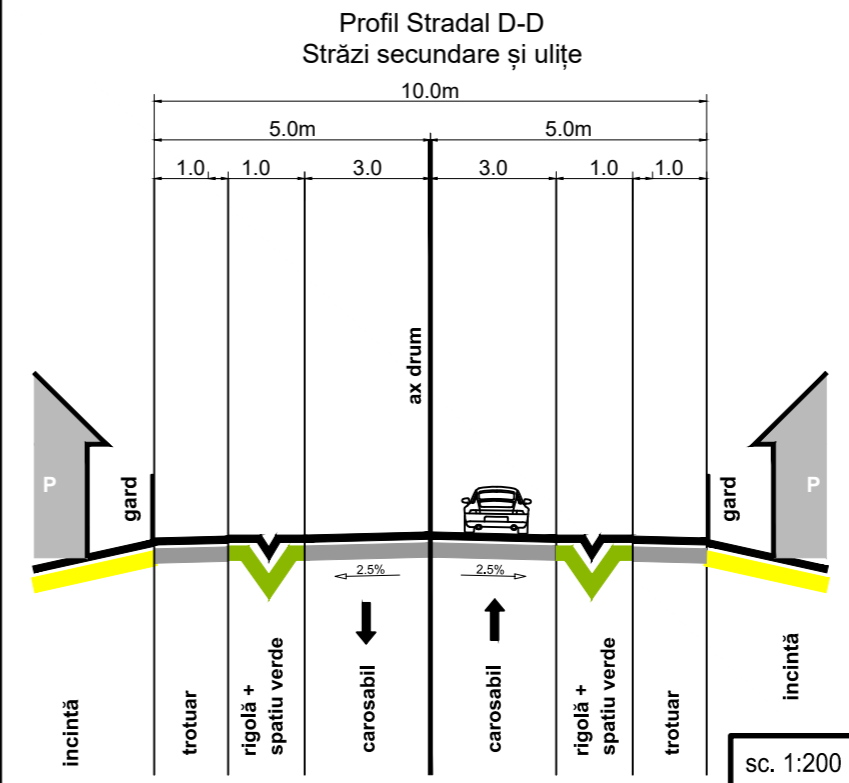 Profil Stradal D-D
Străzi secundare și ulițe
10.0m
5.0m 5.0m
1.0 1.0 3.0 3.0 1.0 1.0
ax drum
P gard gard P
2.5% 2.5%
incintă
trotuar
rigolă +
spatiu verde
carosabil
carosabil
rigolă +
spatiu verde
trotuar
incintă
sc. 1:200